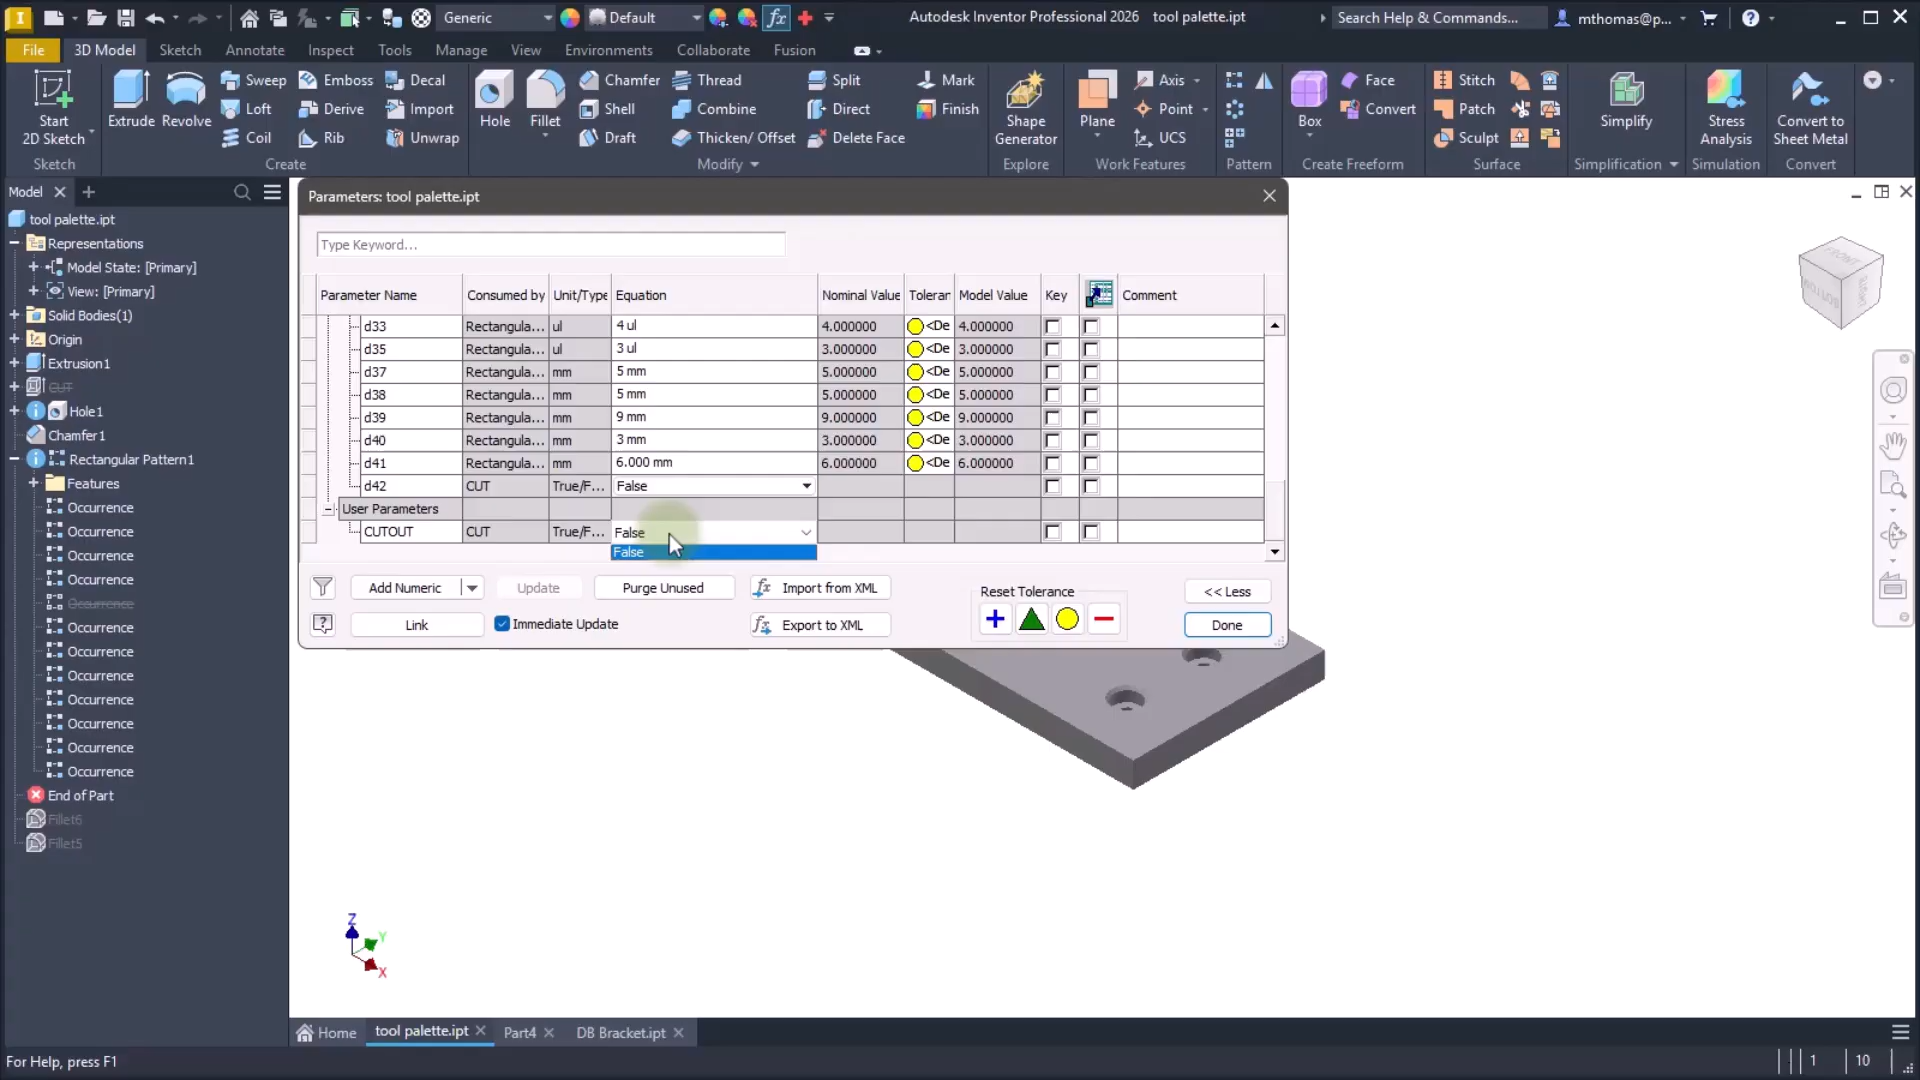 I
Generic
Default
fx
Autodesk Inventor Professional 2026 tool palette.ipt
Search Help & Commands...
mthomas@p...
File
3D Model
Sketch
Annotate
Inspect
Tools
Manage
View
Environments
Collaborate
Fusion
Start
2D Sketch
Extrude
Revolve
Sweep
Loft
Coil
Emboss
Derive
Rib
Decal
Import
Unwrap
Hole
Fillet
Chamfer
Shell
Draft
Thread
Combine
Thicken/ Offset
Split
Direct
Delete Face
Mark
Finish
Shape
Generator
Plane
Axis
Point
UCS
Box
Face
Convert
Stitch
Patch
Sculpt
Simplify
Stress
Analysis
Convert to
Sheet Metal
Sketch
Create
Modify
Explore
Work Features
Pattern
Create Freeform
Surface
Simplification
Simulation
Convert
Model
tool palette.ipt
Representations
Model State: [Primary]
View: [Primary]
Solid Bodies(1)
Origin
Extrusion1
CUT
Hole1
Chamfer1
Rectangular Pattern1
Features
Occurrence
Occurrence
Occurrence
Occurrence
Occurrence
Occurrence
Occurrence
Occurrence
Occurrence
Occurrence
Occurrence
Occurrence
End of Part
Fillet6
Fillet5
Parameters: tool palette.ipt
Type Keyword...
Parameter Name Consumed by Unit/Type Equation Nominal Value Toleran Model Value Key Comment
d33 Rectangula... ul 4 ul 4.000000 <De 4.000000
d35 Rectangula... ul 3 ul 3.000000 <De 3.000000
d37 Rectangula... mm 5 mm 5.000000 <De 5.000000
d38 Rectangula... mm 5 mm 5.000000 <De 5.000000
d39 Rectangula... mm 9 mm 9.000000 <De 9.000000
d40 Rectangula... mm 3 mm 3.000000 <De 3.000000
d41 Rectangula... mm 6.000 mm 6.000000 <De 6.000000
d42 CUT True/F... False
User Parameters
CUTOUT CUT True/F... False
False
Add Numeric
Update
Purge Unused
Import from XML
Reset Tolerance
<< Less
Link
Immediate Update
Export to XML
Done
FRONT
BOTTOM
Z
Y
X
Home
tool palette.ipt
Part4
DB Bracket.ipt
For Help, press F1
1
10